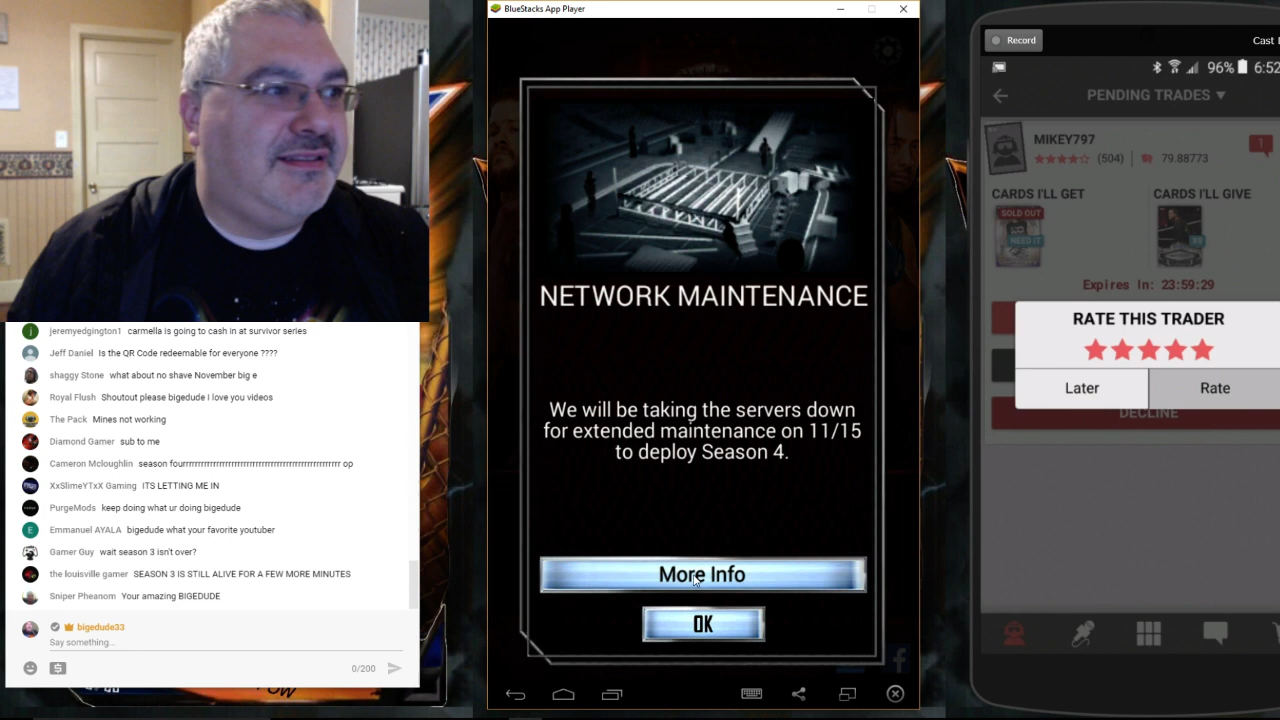 BlueStacks App Player
NETWORK MAINTENANCE
We will be taking the servers down
for extended maintenance on 11/15
to deploy Season 4.
More Info
OK
jeremyedgington1 carmella is going to cash in at survivor series
Jeff Daniel Is the QR Code redeemable for everyone ????
shaggy Stone what about no shave November big e
Royal Flush Shoutout please bigedude I love you videos
The Pack Mines not working
Diamond Gamer sub to me
Cameron Mcloughlin season fourrrrrrrrrrrrrrrrrrrrrrrrrrrrrrrrrrrrrrrrrrr op
XxSlimeYTxX Gaming ITS LETTING ME IN
PurgeMods keep doing what ur doing bigedude
Emmanuel AYALA bigedude what your favorite youtuber
Gamer Guy wait season 3 isn't over?
the louisville gamer SEASON 3 IS STILL ALIVE FOR A FEW MORE MINUTES
Sniper Pheanom Your amazing BIGEDUDE
bigedude33
Say something...
0/200
Record
Cast
96% 6:52
PENDING TRADES
MIKEY797
(504) 79.88773
1
CARDS I'LL GET CARDS I'LL GIVE
SOLD OUT
NEED IT
Expires In: 23:59:29
RATE THIS TRADER
Later Rate
DECLINE